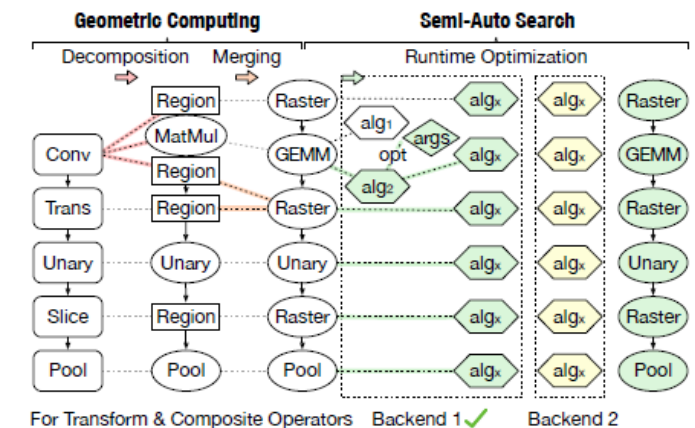 Geometric Computing Semi-Auto Search
Decomposition Merging Runtime Optimization
Region Raster algx algx Raster
alg1
MatMul args
Conv GEMM opt algx algx GEMM
Region alg2
Trans Region Raster algx algx Raster
Unary Unary Unary algx algx Unary
Slice Region Raster algx algx Raster
Pool Pool Pool algx algx Pool
For Transform & Composite Operators Backend 1 Backend 2